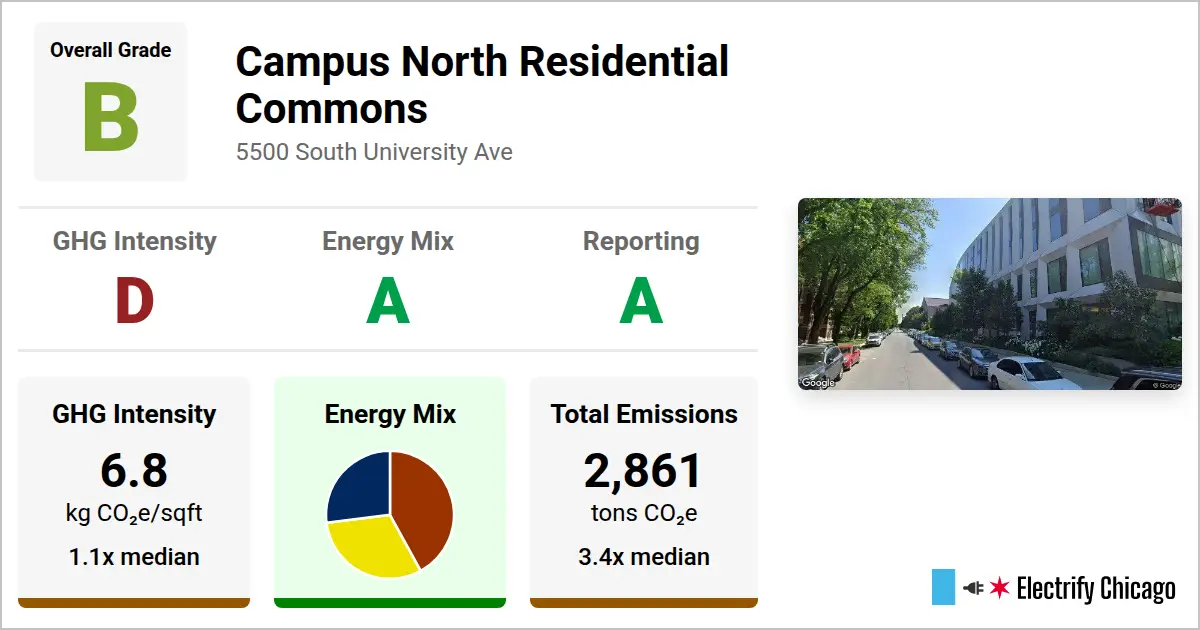 Overall Grade
B
Campus North Residential
Commons
5500 South University Ave
GHG Intensity
D
Energy Mix
A
Reporting
A
GHG Intensity
6.8
kg CO₂e/sqft
1.1x median
Energy Mix
Total Emissions
2,861
tons CO₂e
3.4x median
Google
© Google
Electrify Chicago